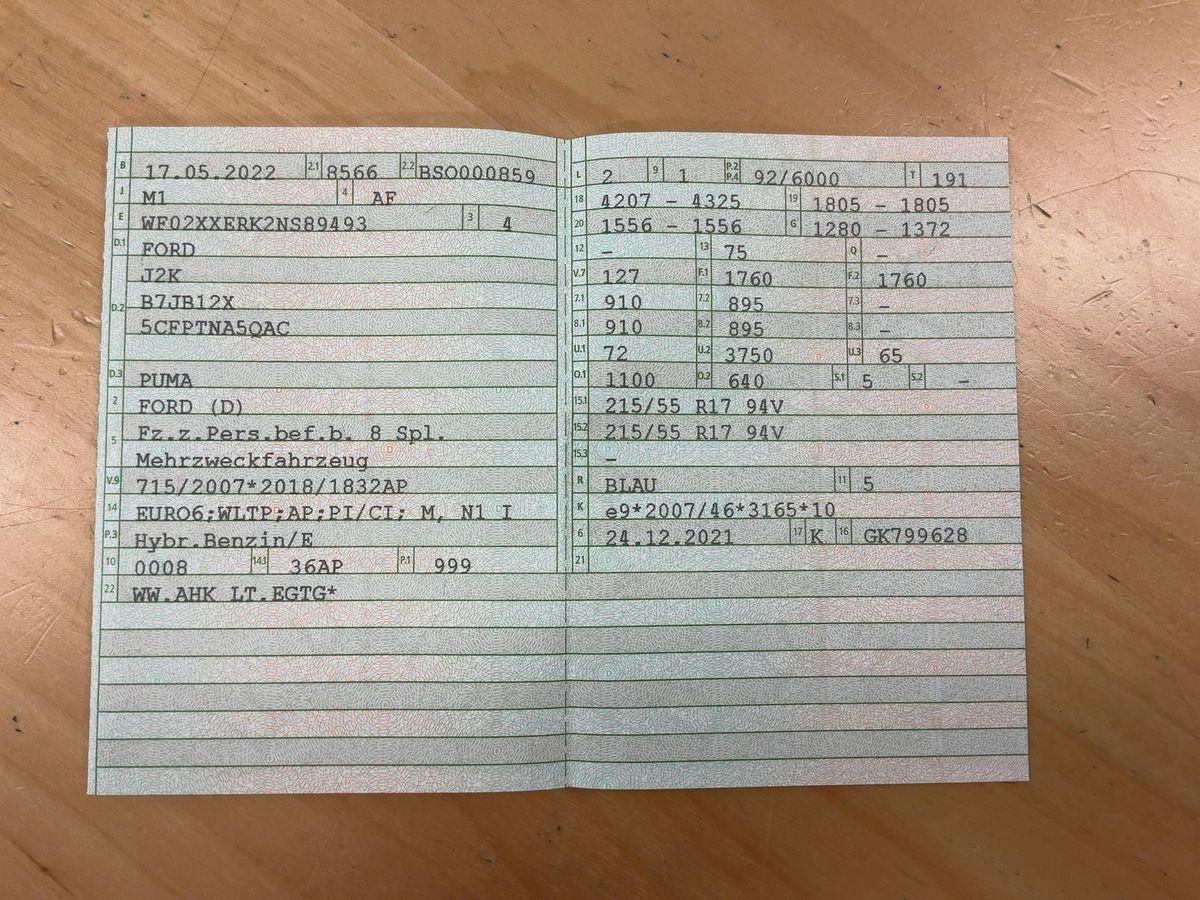 B 17.05.2022 2.1 8566 2.2 BSO000859
J M1 4 AF
E WF02XXERK2NS89493 3 4
D.1 FORD
J2K
D.2 B7JB12X
5CFPTNA5QAC
D.3 PUMA
2 FORD (D)
5 Fz.z.Pers.bef.b. 8 Spl.
Mehrzweckfahrzeug
V.9 715/2007*2018/1832AP
14 EURO6;WLTP;AP;PI/CI; M, N1 I
P.3 Hybr.Benzin/E
10 0008 14.1 36AP P.1 999
22 WW.AHK LT.EGTG*
L 2 9 1 P.2 P.4 92/6000 T 191
18 4207 - 4325 19 1805 - 1805
20 1556 - 1556 G 1280 - 1372
12 - 13 75 Q -
V.7 127 F.1 1760 F.2 1760
7.1 910 7.2 895 7.3 -
8.1 910 8.2 895 8.3 -
U.1 72 U.2 3750 U.3 65
O.1 1100 O.2 640 S.1 5 S.2 -
15.1 215/55 R17 94V
15.2 215/55 R17 94V
15.3 -
R BLAU 11 5
K e9*2007/46*3165*10
6 24.12.2021 17 K 16 GK799628
21